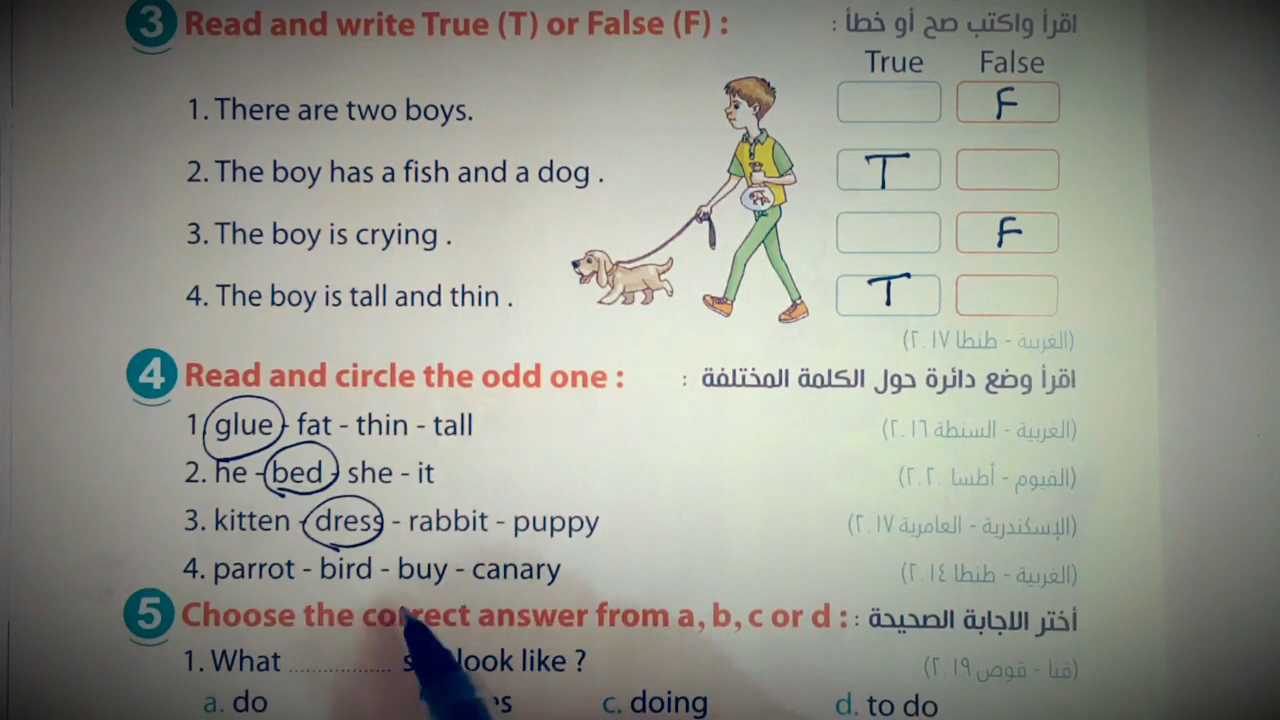 3 Read and write True (T) or False (F) : اقرأ واكتب صح أو خطأ :
True False
1. There are two boys. F
2. The boy has a fish and a dog . T
3. The boy is crying . F
4. The boy is tall and thin . T
(الغربية - طنطا ٢٠١٧)
4 Read and circle the odd one : اقرأ وضع دائرة حول الكلمة المختلفة :
1. glue - fat - thin - tall (الغربية - السنطة ٢٠١٦)
2. he - bed - she - it (الفيوم - أطسا ٢٠٢٠)
3. kitten - dress - rabbit - puppy (الإسكندرية - العامرية ٢٠١٧)
4. parrot - bird - buy - canary (الغربية - طنطا ٢٠١٤)
5 Choose the correct answer from a, b, c or d : أختر الاجابة الصحيحة :
1. What .............. look like ? (قنا - قوص ٢٠١٩)
a. do c. doing d. to do